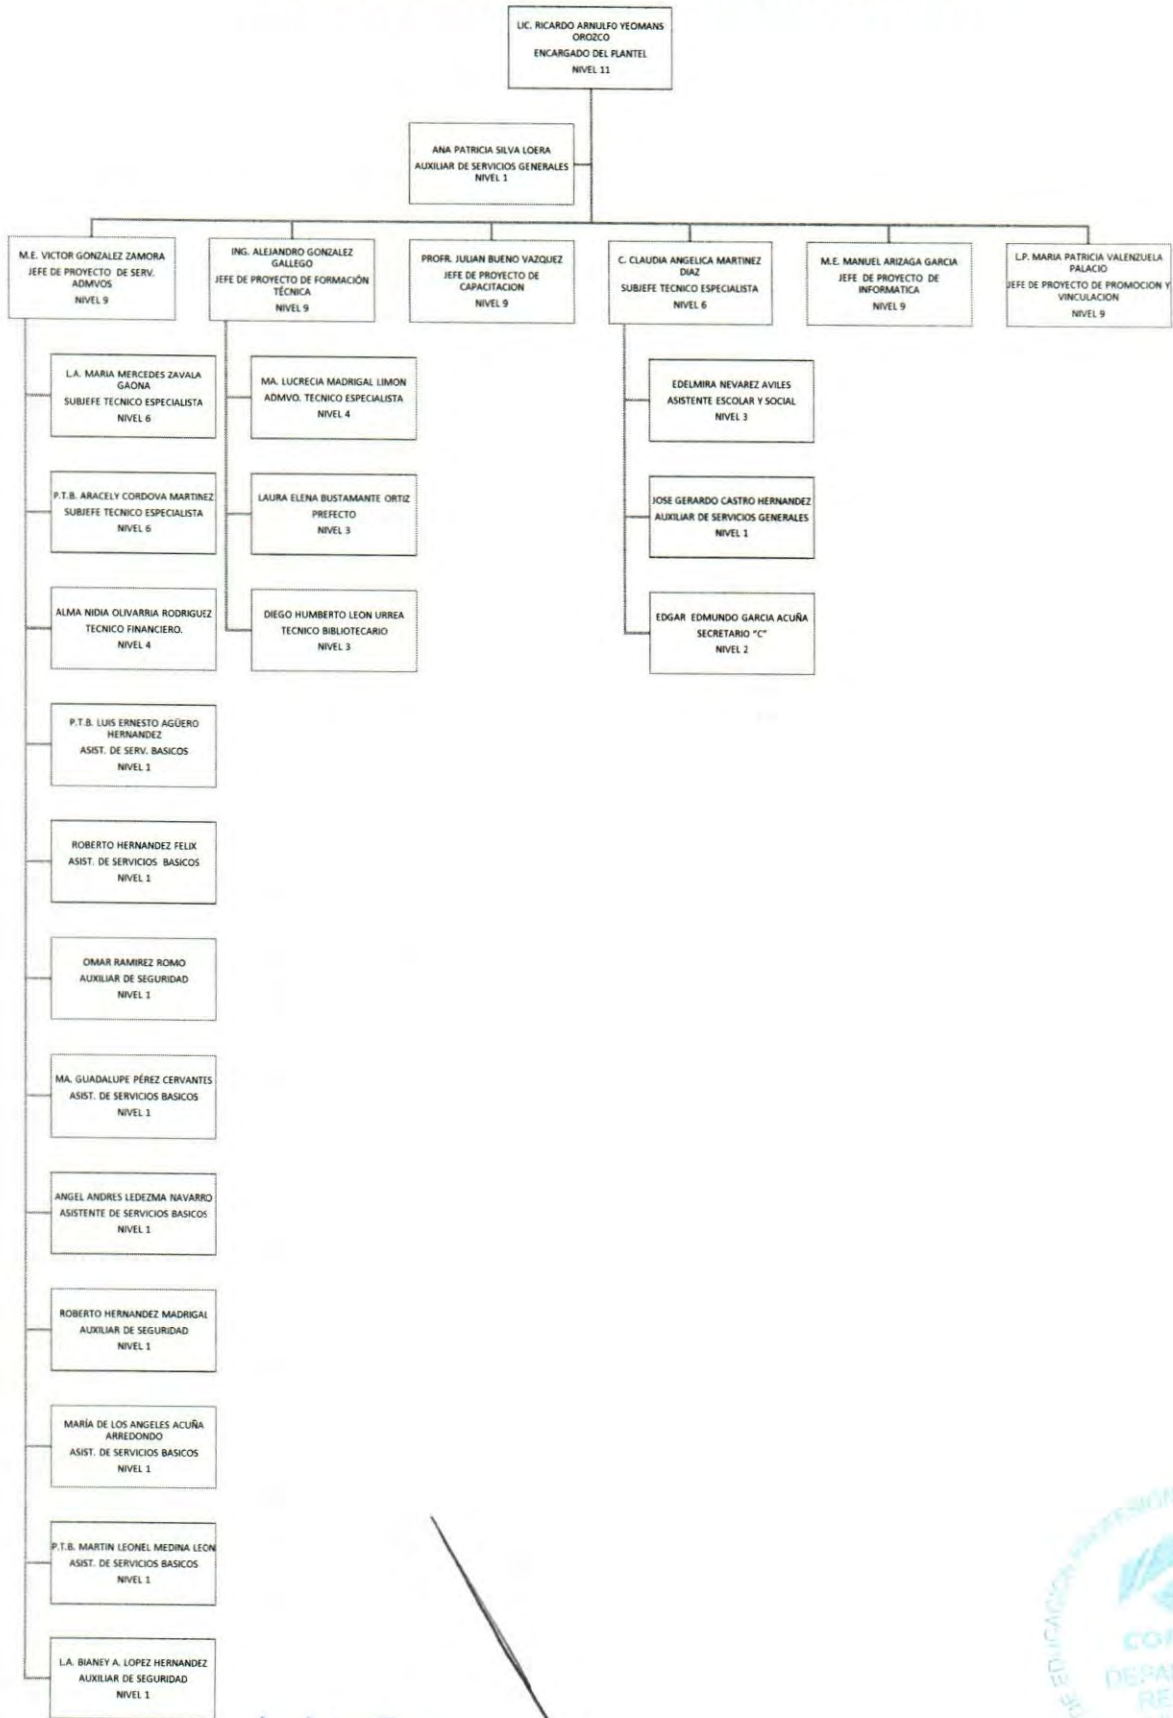 LIC. RICARDO ARNULFO YEOMANS
OROZCO
ENCARGADO DEL PLANTEL
NIVEL 11
ANA PATRICIA SILVA LOERA
AUXILIAR DE SERVICIOS GENERALES
NIVEL 1
M.E. VICTOR GONZALEZ ZAMORA
JEFE DE PROYECTO DE SERV.
ADMVOS
NIVEL 9
ING. ALEJANDRO GONZALEZ
GALLEGO
JEFE DE PROYECTO DE FORMACIÓN
TÉCNICA
NIVEL 9
PROFR. JULIAN BUENO VAZQUEZ
JEFE DE PROYECTO DE
CAPACITACION
NIVEL 9
C. CLAUDIA ANGELICA MARTINEZ
DIAZ
SUBJEFE TECNICO ESPECIALISTA
NIVEL 6
M.E. MANUEL ARIZAGA GARCIA
JEFE DE PROYECTO DE
INFORMATICA
NIVEL 9
L.P. MARIA PATRICIA VALENZUELA
PALACIO
JEFE DE PROYECTO DE PROMOCION Y
VINCULACION
NIVEL 9
L.A. MARIA MERCEDES ZAVALA
GAONA
SUBJEFE TECNICO ESPECIALISTA
NIVEL 6
P.T.B. ARACELY CORDOVA MARTINEZ
SUBJEFE TECNICO ESPECIALISTA
NIVEL 6
ALMA NIDIA OLIVARRIA RODRIGUEZ
TECNICO FINANCIERO.
NIVEL 4
P.T.B. LUIS ERNESTO AGÜERO
HERNANDEZ
ASIST. DE SERV. BASICOS
NIVEL 1
ROBERTO HERNANDEZ FELIX
ASIST. DE SERVICIOS BASICOS
NIVEL 1
OMAR RAMIREZ ROMO
AUXILIAR DE SEGURIDAD
NIVEL 1
MA. GUADALUPE PÉREZ CERVANTES
ASIST. DE SERVICIOS BASICOS
NIVEL 1
ANGEL ANDRES LEDEZMA NAVARRO
ASISTENTE DE SERVICIOS BASICOS
NIVEL 1
ROBERTO HERNANDEZ MADRIGAL
AUXILIAR DE SEGURIDAD
NIVEL 1
MARÍA DE LOS ANGELES ACUÑA
ARREDONDO
ASIST. DE SERVICIOS BASICOS
NIVEL 1
P.T.B. MARTIN LEONEL MEDINA LEON
ASIST. DE SERVICIOS BASICOS
NIVEL 1
L.A. BIANEY A. LOPEZ HERNANDEZ
AUXILIAR DE SEGURIDAD
NIVEL 1
MA. LUCRECIA MADRIGAL LIMON
ADMVO. TECNICO ESPECIALISTA
NIVEL 4
LAURA ELENA BUSTAMANTE ORTIZ
PREFECTO
NIVEL 3
DIEGO HUMBERTO LEON URREA
TECNICO BIBLIOTECARIO
NIVEL 3
EDELMIRA NEVAREZ AVILES
ASISTENTE ESCOLAR Y SOCIAL
NIVEL 3
JOSE GERARDO CASTRO HERNANDEZ
AUXILIAR DE SERVICIOS GENERALES
NIVEL 1
EDGAR EDMUNDO GARCIA ACUÑA
SECRETARIO "C"
NIVEL 2
DE EDUCACION